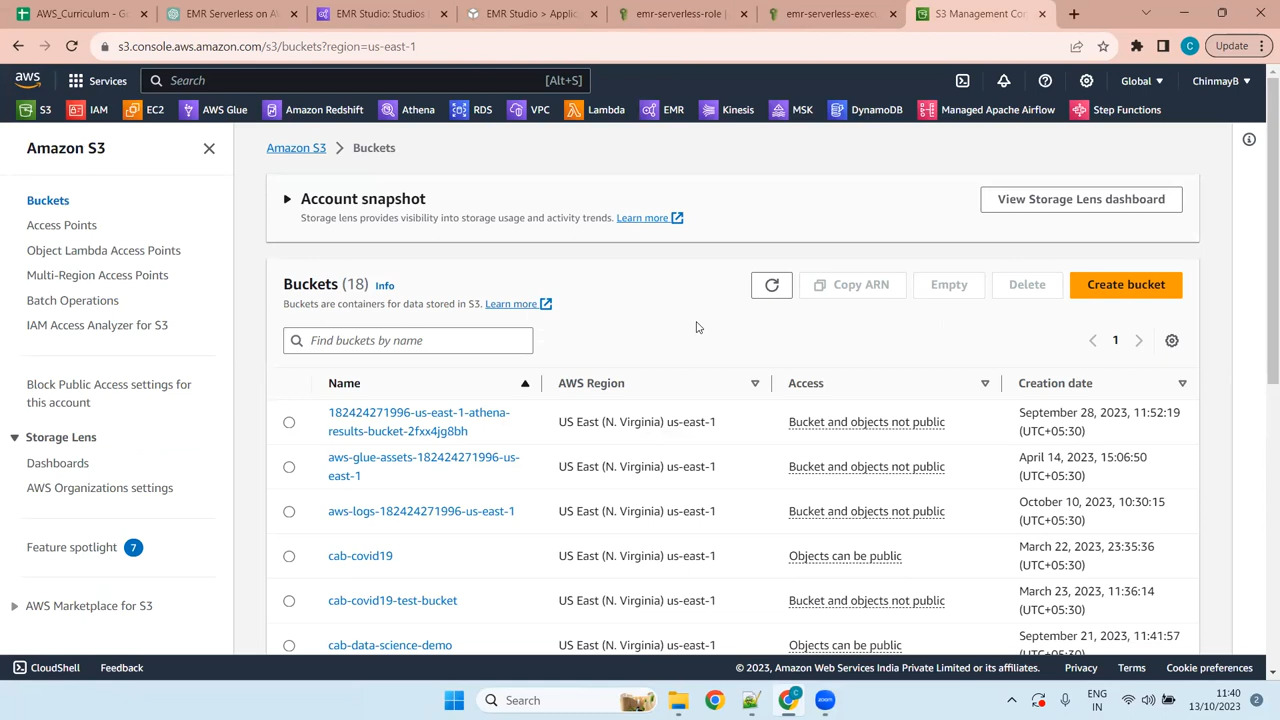 AWS_Curriculum - G
EMR Serverless on A
EMR Studio: Studios
EMR Studio > Applic
emr-serverless-role |
emr-serverless-execu
S3 Management Co
s3.console.aws.amazon.com/s3/buckets?region=us-east-1
C
Update
aws
Services
Search
[Alt+S]
Global
ChinmayB
S3
IAM
EC2
AWS Glue
Amazon Redshift
Athena
RDS
VPC
Lambda
EMR
Kinesis
MSK
DynamoDB
Managed Apache Airflow
Step Functions
Amazon S3
Buckets
Access Points
Object Lambda Access Points
Multi-Region Access Points
Batch Operations
IAM Access Analyzer for S3
Block Public Access settings for
this account
Storage Lens
Dashboards
AWS Organizations settings
Feature spotlight 7
AWS Marketplace for S3
Amazon S3 > Buckets
Account snapshot
Storage lens provides visibility into storage usage and activity trends. Learn more
View Storage Lens dashboard
Buckets (18) Info
Buckets are containers for data stored in S3. Learn more
Copy ARN
Empty
Delete
Create bucket
Find buckets by name
1
Name
AWS Region
Access
Creation date
182424271996-us-east-1-athena-
results-bucket-2fxx4jg8bh
US East (N. Virginia) us-east-1
Bucket and objects not public
September 28, 2023, 11:52:19
(UTC+05:30)
aws-glue-assets-182424271996-us-
east-1
US East (N. Virginia) us-east-1
Bucket and objects not public
April 14, 2023, 15:06:50
(UTC+05:30)
aws-logs-182424271996-us-east-1
US East (N. Virginia) us-east-1
Bucket and objects not public
October 10, 2023, 10:30:15
(UTC+05:30)
cab-covid19
US East (N. Virginia) us-east-1
Objects can be public
March 22, 2023, 23:35:36
(UTC+05:30)
cab-covid19-test-bucket
US East (N. Virginia) us-east-1
Bucket and objects not public
March 23, 2023, 11:36:14
(UTC+05:30)
cab-data-science-demo
US East (N. Virginia) us-east-1
Objects can be public
September 21, 2023, 11:41:57
(UTC+05:30)
CloudShell
Feedback
© 2023, Amazon Web Services India Private Limited or its affiliates.
Privacy
Terms
Cookie preferences
Search
zoom
ENG
IN
11:40
13/10/2023
2